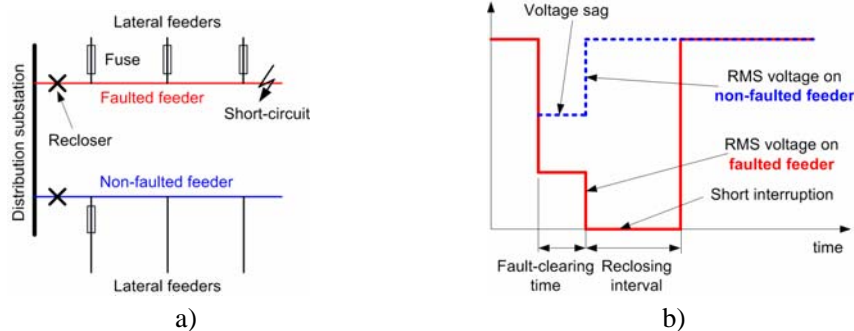 Lateral feeders
Fuse
Faulted feeder
Short-circuit
Recloser
Distribution substation
Non-faulted feeder
Lateral feeders
a)
Voltage sag
RMS voltage on
non-faulted feeder
RMS voltage on
faulted feeder
Short interruption
time
Fault-clearing
time
Reclosing
interval
b)